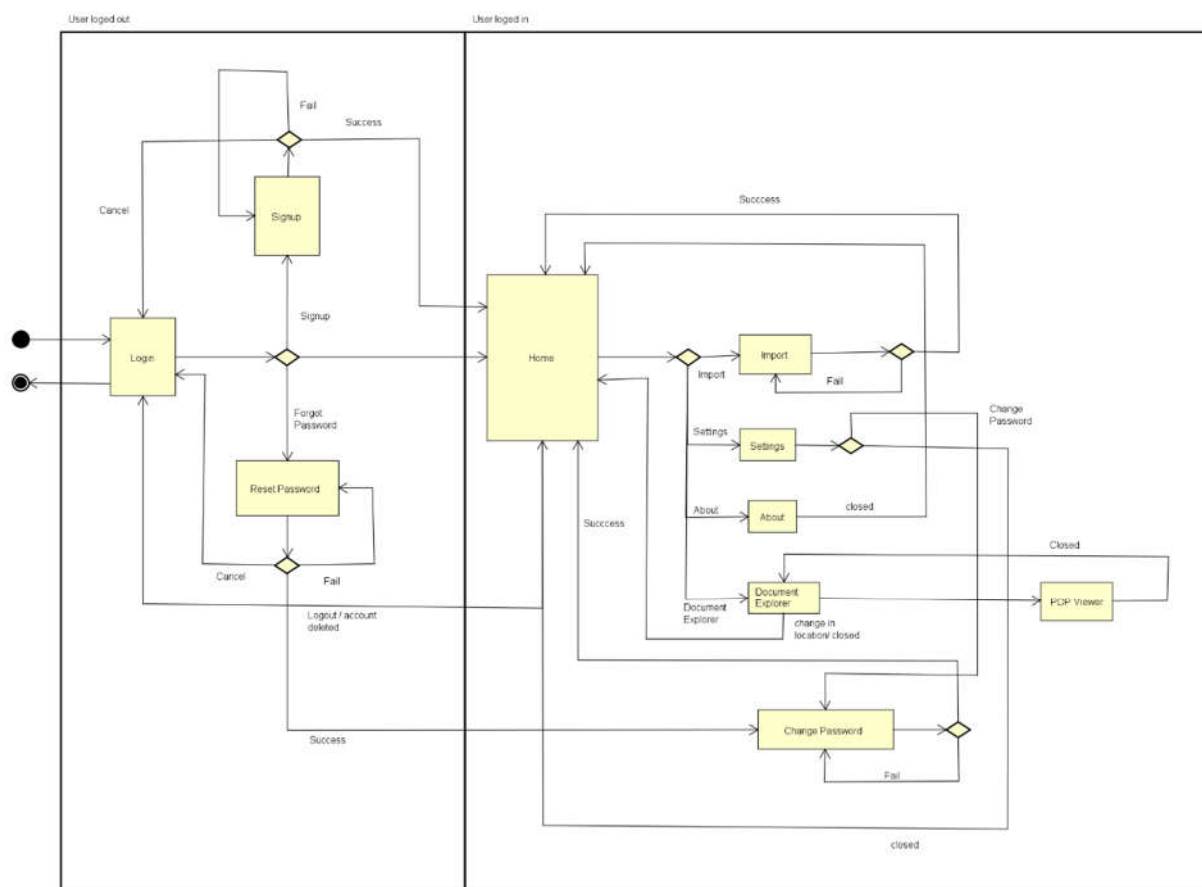 User loged out
User loged in
Fail
Success
Cancel
Signup
Signup
Login
Forgot
Password
Reset Password
Cancel
Fail
Logout / account
deleted
Success
Succcess
Home
Import
Import
Fail
Change
Password
Settings
Settings
About
About
closed
Succcess
Closed
Document
Explorer
Document
Explorer
PDP Viewer
change in
location/ closed
Change Password
Fail
closed